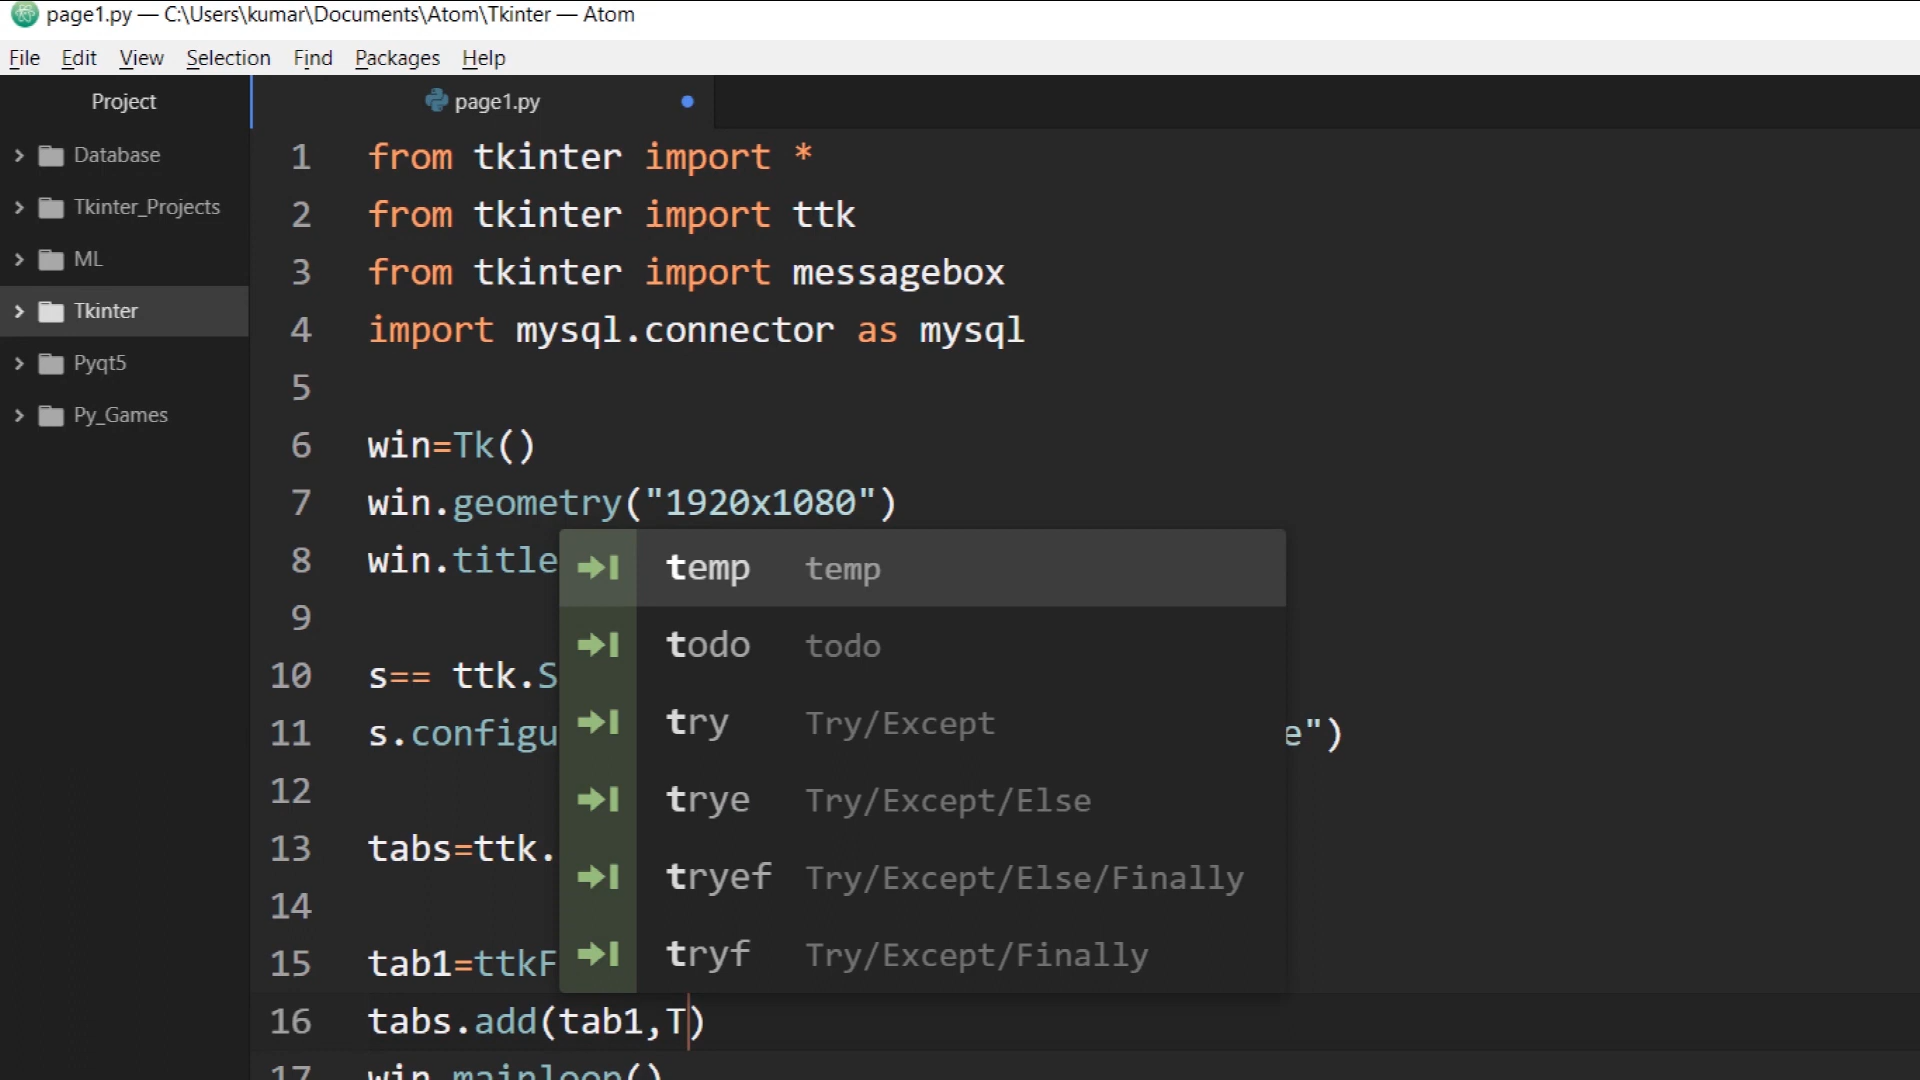 page1.py — C:\Users\kumar\Documents\Atom\Tkinter — Atom
File Edit View Selection Find Packages Help
Project
page1.py
Database
Tkinter_Projects
ML
Tkinter
Pyqt5
Py_Games
1 from tkinter import *
2 from tkinter import ttk
3 from tkinter import messagebox
4 import mysql.connector as mysql
5
6 win=Tk()
7 win.geometry("1920x1080")
8 win.title
9
10 s== ttk.S
11 s.configu e")
12
13 tabs=ttk.
14
15 tab1=ttkF
16 tabs.add(tab1,T)
17 win.mainloop()
temp temp
todo todo
try Try/Except
trye Try/Except/Else
tryef Try/Except/Else/Finally
tryf Try/Except/Finally